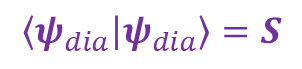 ⟨𝝍_dia|𝝍_dia⟩ = 𝑺